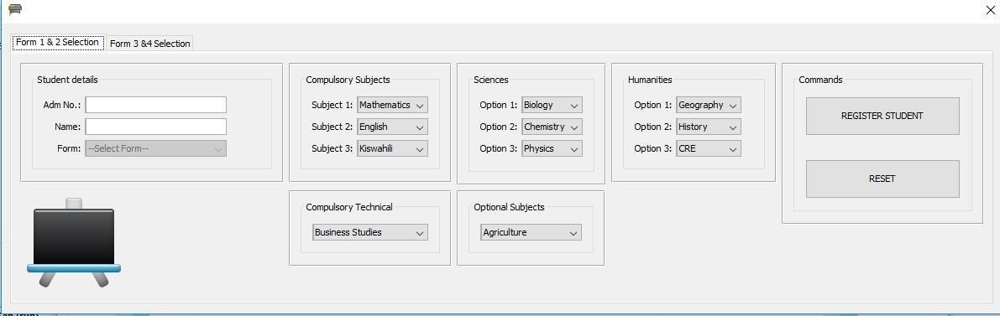 Form 1 & 2 Selection
Form 3 &4 Selection
Student details
Adm No.:
Name:
Form: --Select Form--
Compulsory Subjects
Subject 1: Mathematics
Subject 2: English
Subject 3: Kiswahili
Sciences
Option 1: Biology
Option 2: Chemistry
Option 3: Physics
Humanities
Option 1: Geography
Option 2: History
Option 3: CRE
Commands
REGISTER STUDENT
RESET
Compulsory Technical
Business Studies
Optional Subjects
Agriculture